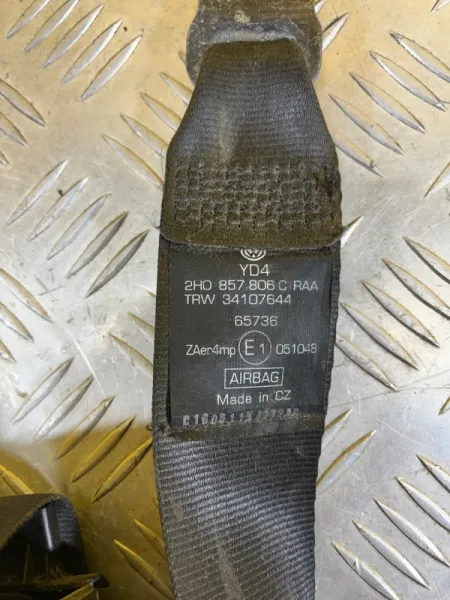 YD4
2H0 857 806 C RAA
TRW 34107644
65736
ZAer4mp E1 051048
AIRBAG
Made in CZ